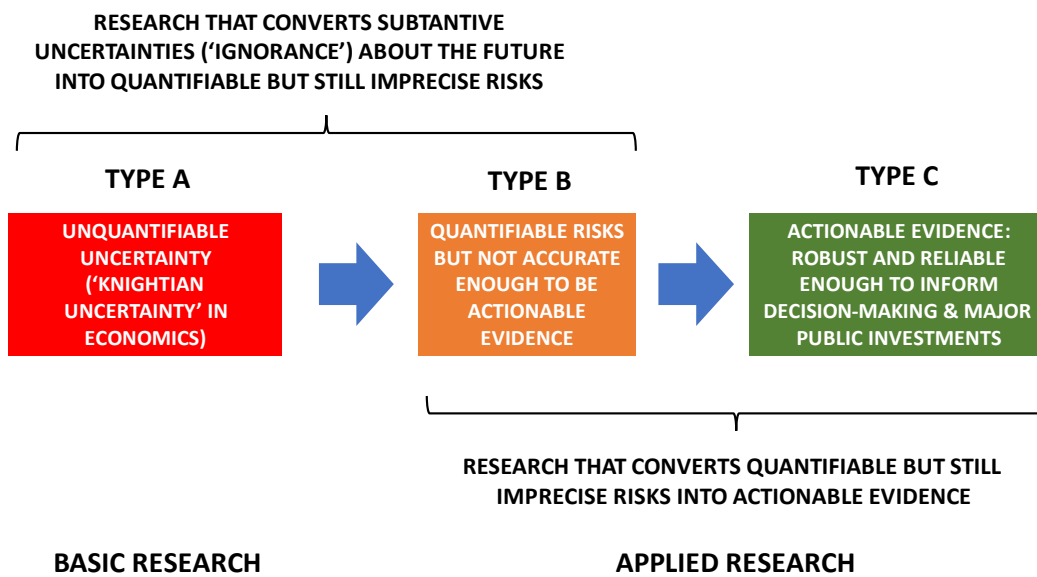 RESEARCH THAT CONVERTS SUBTANTIVE
UNCERTAINTIES (‘IGNORANCE’) ABOUT THE FUTURE
INTO QUANTIFIABLE BUT STILL IMPRECISE RISKS
TYPE A
UNQUANTIFIABLE
UNCERTAINTY
(‘KNIGHTIAN
UNCERTAINTY’ IN
ECONOMICS)
TYPE B
QUANTIFIABLE RISKS
BUT NOT ACCURATE
ENOUGH TO BE
ACTIONABLE
EVIDENCE
TYPE C
ACTIONABLE EVIDENCE:
ROBUST AND RELIABLE
ENOUGH TO INFORM
DECISION-MAKING & MAJOR
PUBLIC INVESTMENTS
RESEARCH THAT CONVERTS QUANTIFIABLE BUT STILL
IMPRECISE RISKS INTO ACTIONABLE EVIDENCE
BASIC RESEARCH
APPLIED RESEARCH